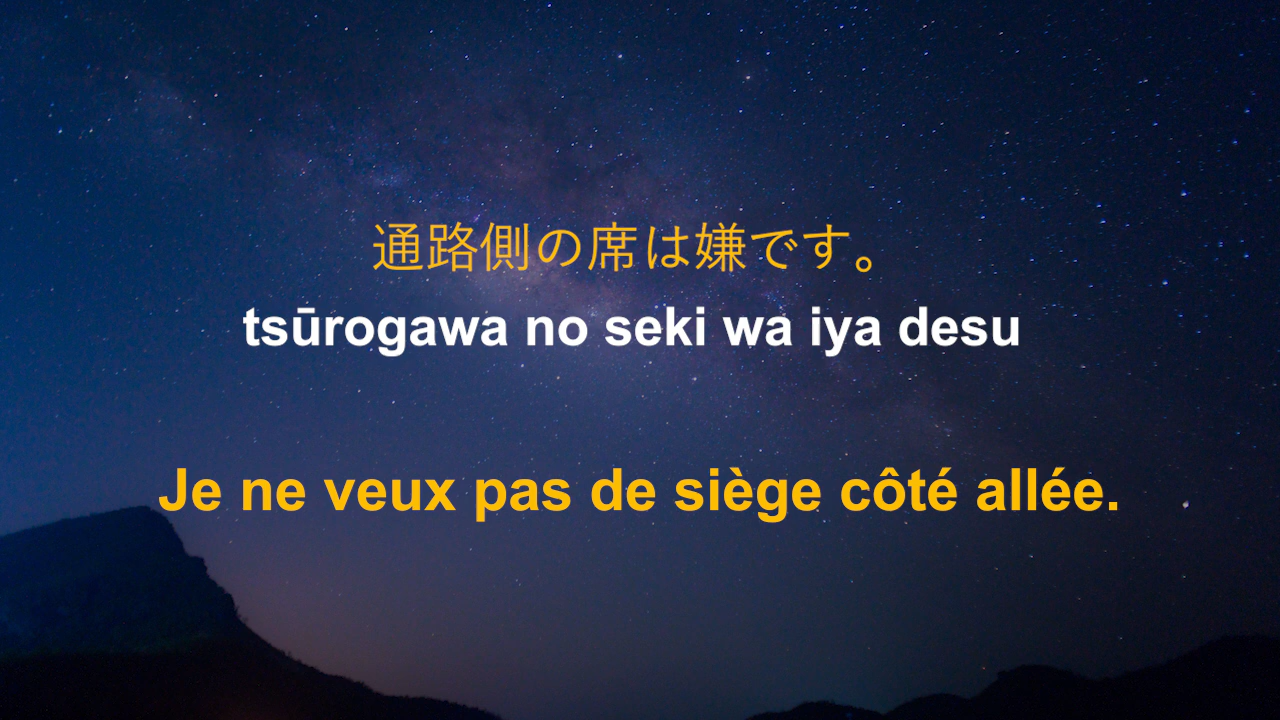 通路側の席は嫌です。
tsūrogawa no seki wa iya desu
Je ne veux pas de siège côté allée.